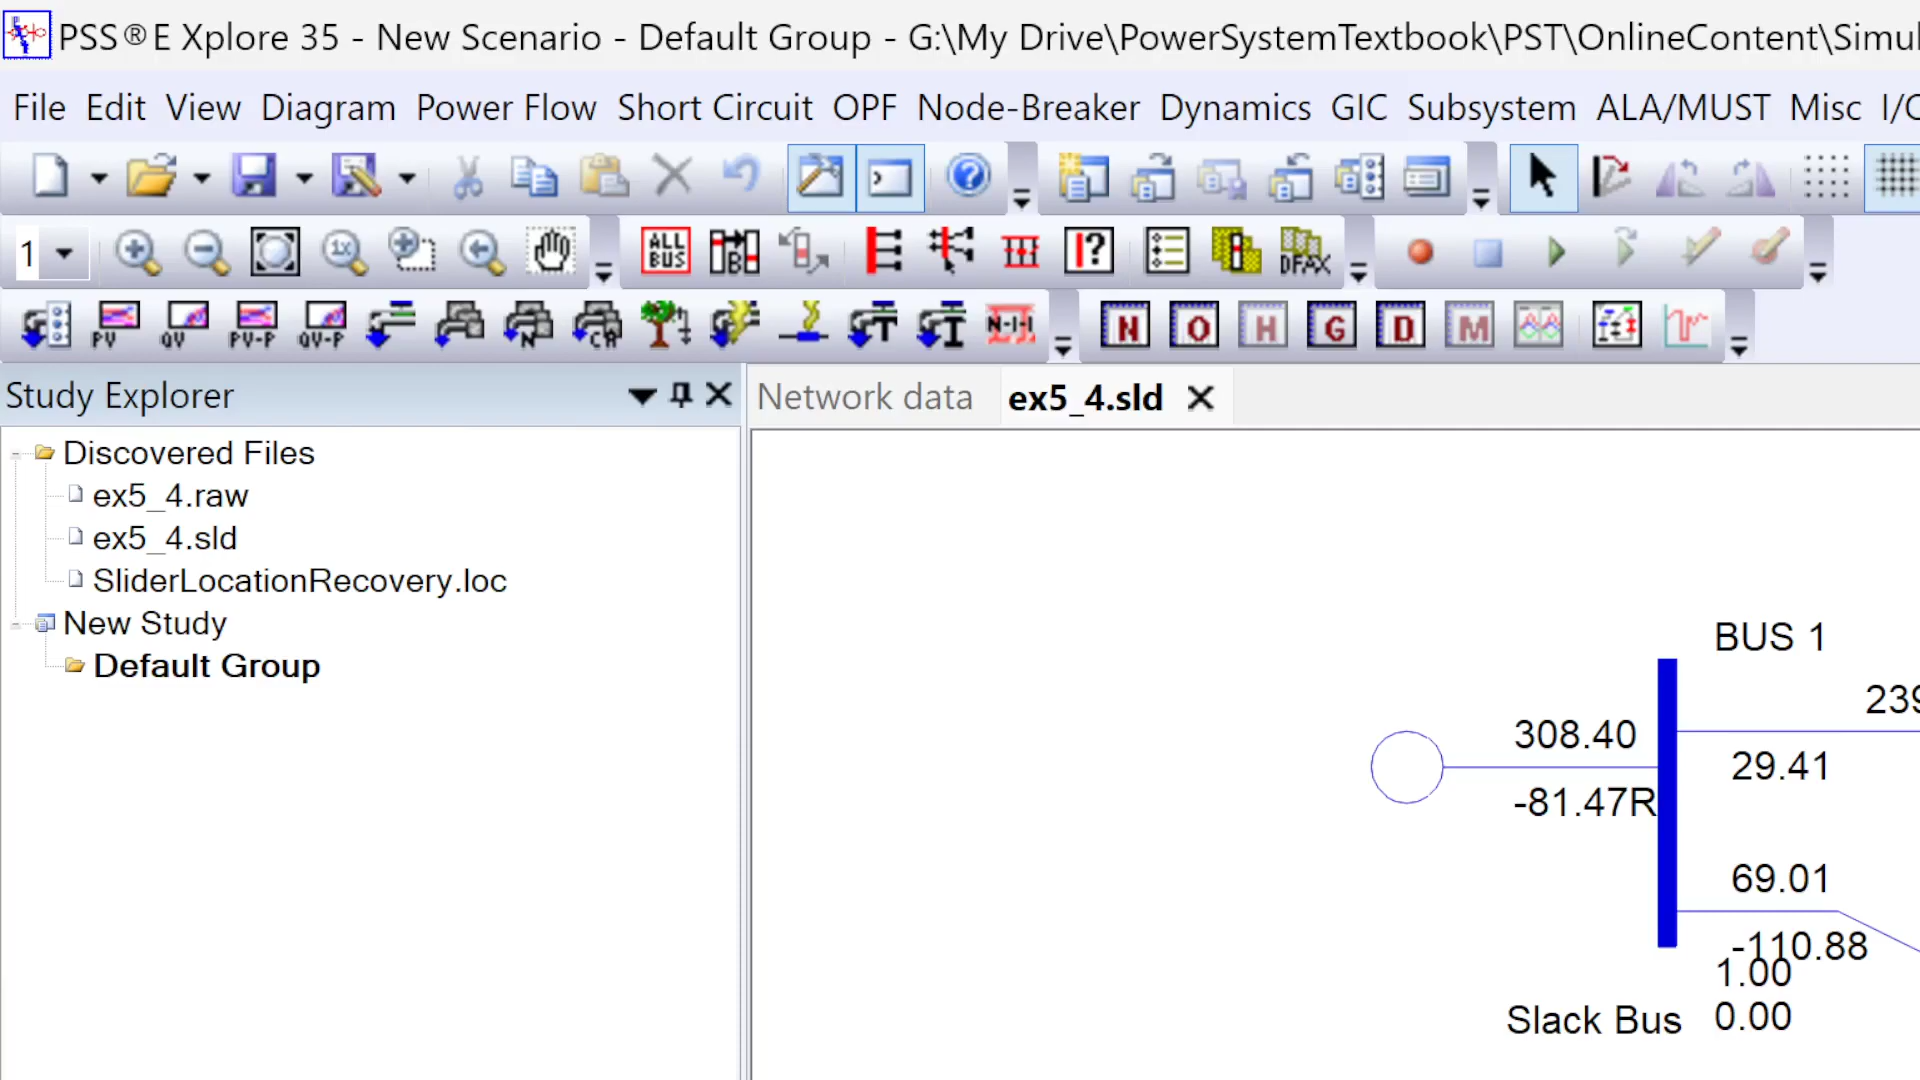 PSS®E Xplore 35 - New Scenario - Default Group - G:\My Drive\PowerSystemTextbook\PST\OnlineContent\Simul
File Edit View Diagram Power Flow Short Circuit OPF Node-Breaker Dynamics GIC Subsystem ALA/MUST Misc I/O
1 1x ALL BUS B ? DFAX
PV QV PV-P QV-P N CA T I N-1-1 N O H G D M
Study Explorer
Network data ex5_4.sld
Discovered Files
ex5_4.raw
ex5_4.sld
SliderLocationRecovery.loc
New Study
Default Group
BUS 1
239
308.40
29.41
-81.47R
69.01
-110.88
1.00
Slack Bus 0.00